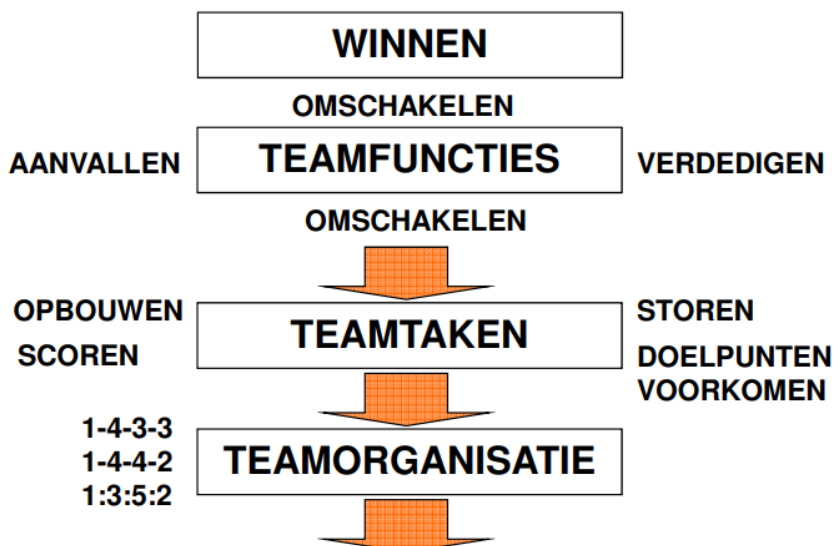 WINNEN
OMSCHAKELEN
AANVALLEN TEAMFUNCTIES VERDEDIGEN
OMSCHAKELEN
OPBOUWEN TEAMTAKEN STOREN
SCOREN DOELPUNTEN
VOORKOMEN
1-4-3-3
1-4-4-2 TEAMORGANISATIE
1:3:5:2